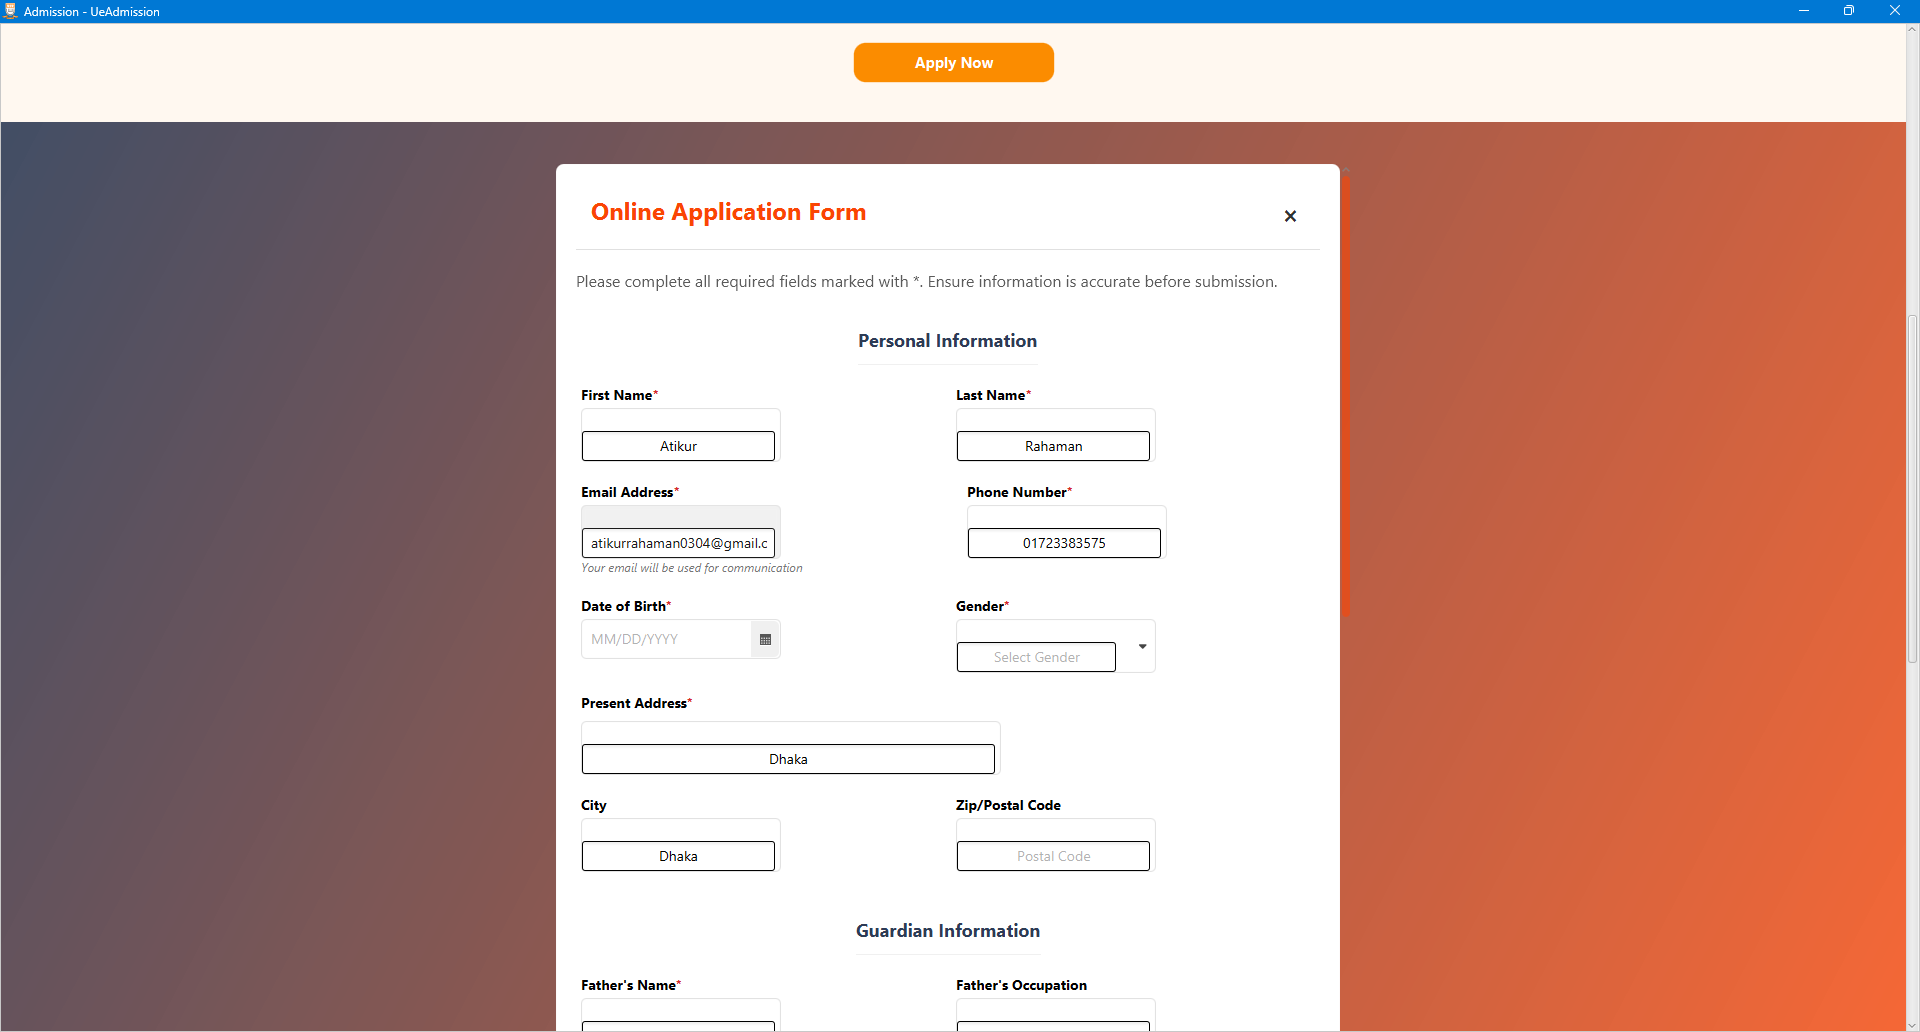 Admission - UeAdmission
Apply Now
Online Application Form
×
Please complete all required fields marked with *. Ensure information is accurate before submission.
Personal Information
First Name* Last Name*
Atikur Rahaman
Email Address* Phone Number*
atikurrahaman0304@gmail.c 01723383575
Your email will be used for communication
Date of Birth* Gender*
MM/DD/YYYY Select Gender
Present Address*
Dhaka
City Zip/Postal Code
Dhaka Postal Code
Guardian Information
Father's Name* Father's Occupation